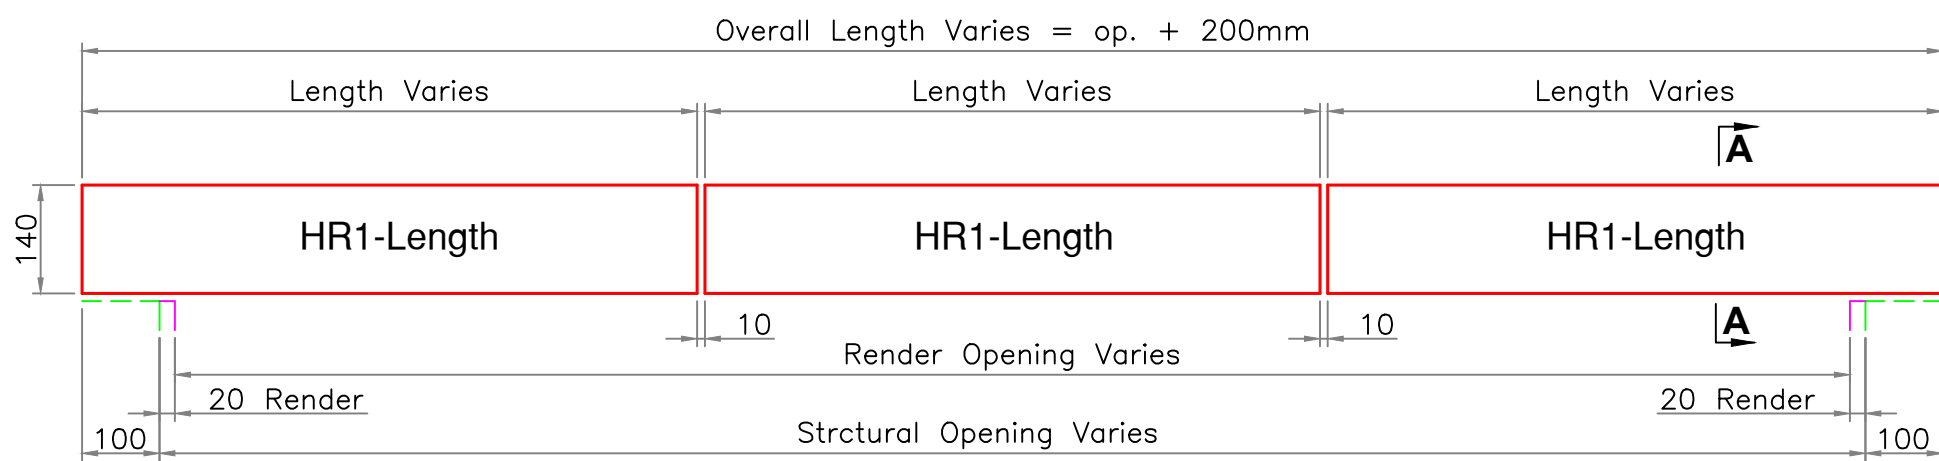 Overall Length Varies = op. + 200mm
Length Varies Length Varies Length Varies
A
140 HR1-Length HR1-Length HR1-Length
10 10 A
Render Opening Varies
20 Render 20 Render
100 Strctural Opening Varies 100